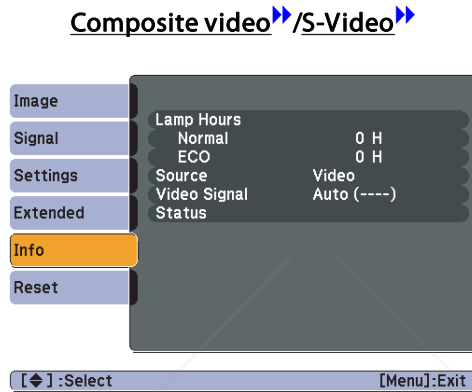 Composite video/S-Video
Image
Signal
Settings
Extended
Info
Reset
Lamp Hours
Normal 0 H
ECO 0 H
Source Video
Video Signal Auto (----)
Status
[◆] :Select [Menu]:Exit